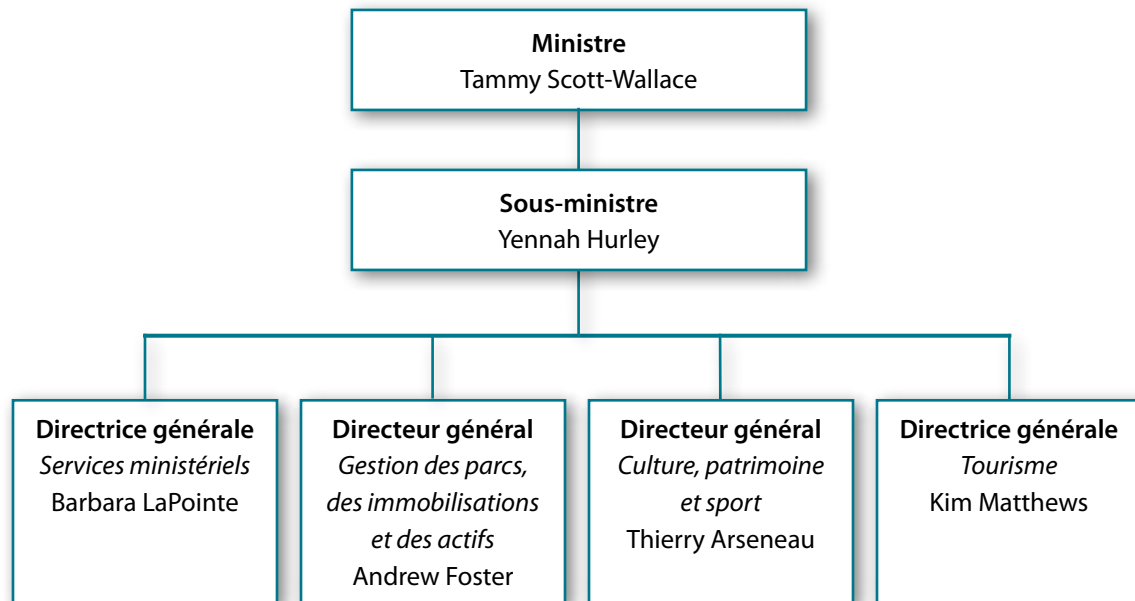 Ministre
Tammy Scott-Wallace
Sous-ministre
Yennah Hurley
Directrice générale
Services ministériels
Barbara LaPointe
Directeur général
Gestion des parcs,
des immobilisations
et des actifs
Andrew Foster
Directeur général
Culture, patrimoine
et sport
Thierry Arseneau
Directrice générale
Tourisme
Kim Matthews